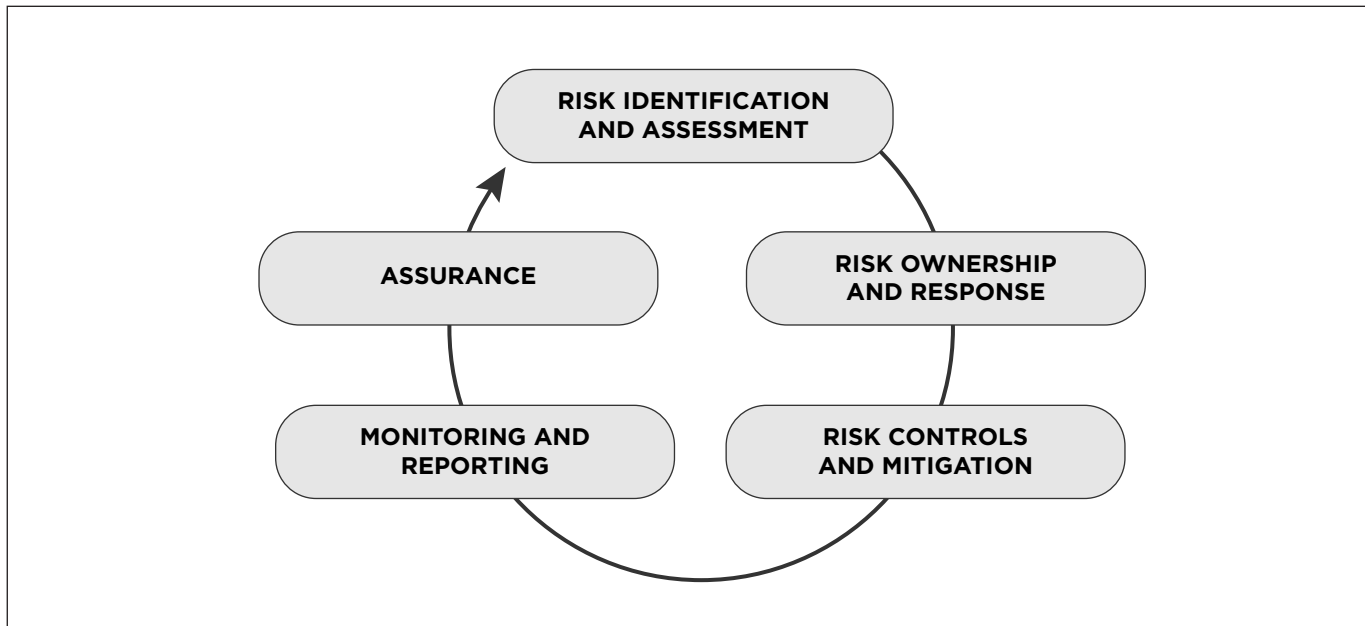 RISK IDENTIFICATION
AND ASSESSMENT
RISK OWNERSHIP
AND RESPONSE
RISK CONTROLS
AND MITIGATION
MONITORING AND
REPORTING
ASSURANCE